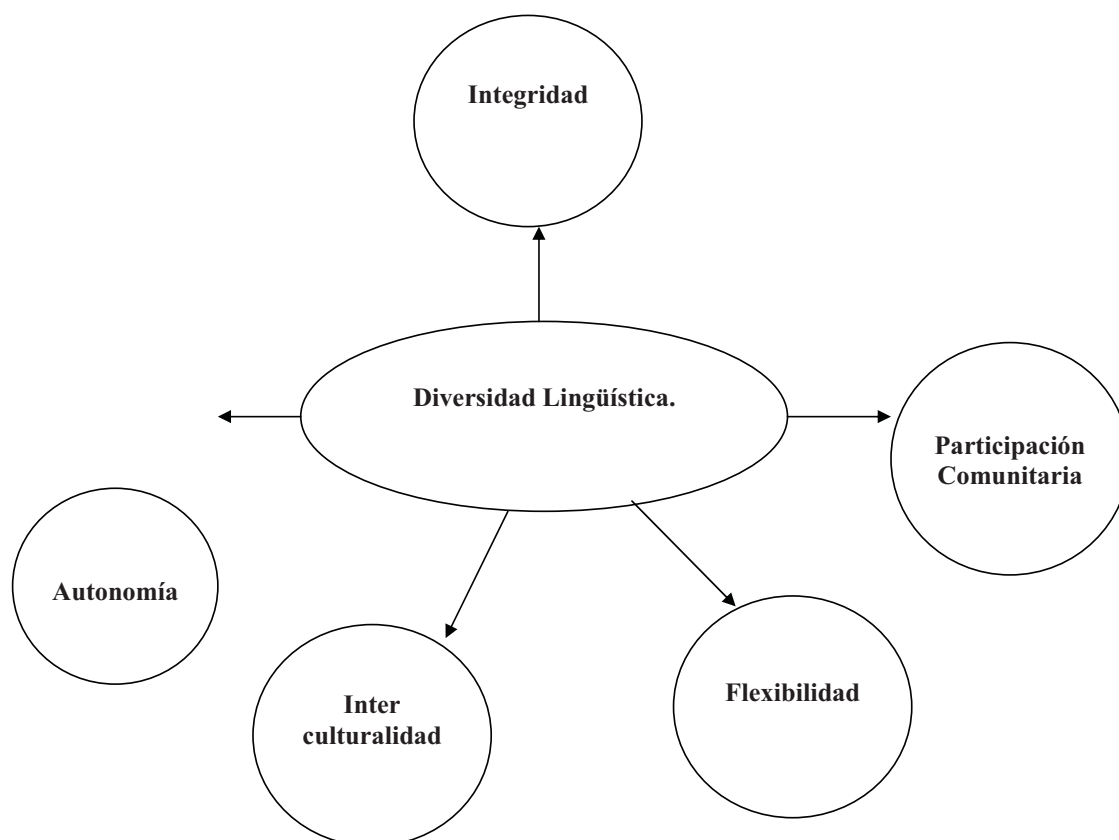 Integridad
Diversidad Lingüística.
Participación
Comunitaria
Autonomía
Inter
culturalidad
Flexibilidad